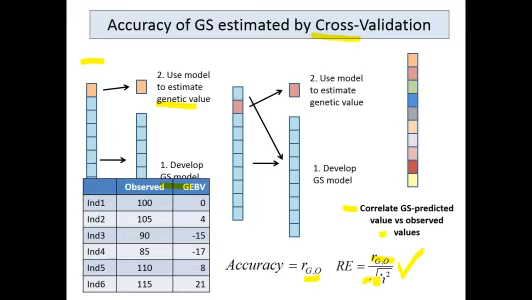 Accuracy of GS estimated by Cross-Validation
2. Use model
to estimate
genetic value
1. Develop
GS model
2. Use model
to estimate
genetic value
1. Develop
GS model
Observed GEBV
Ind1 100 0
Ind2 105 4
Ind3 90 -15
Ind4 85 -17
Ind5 110 8
Ind6 115 21
Correlate GS-predicted
value vs observed
values
Accuracy = r_{G,O} RE = r_{G,O} / √i²